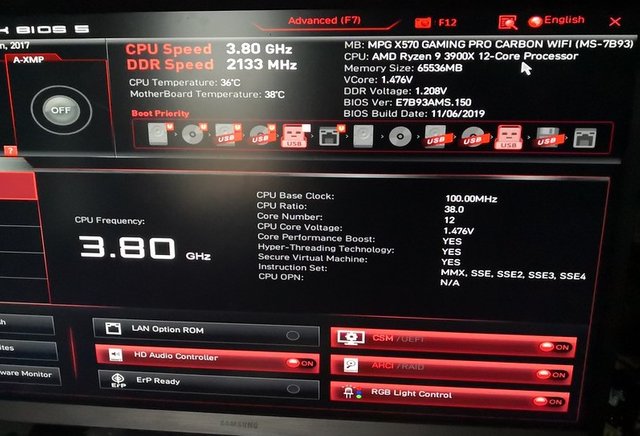 K BIOS 5
Advanced (F7)
F12
English
X
n, 2017
A-XMP
OFF
CPU Speed 3.80 GHz
DDR Speed 2133 MHz
CPU Temperature: 36°C
MotherBoard Temperature: 38°C
MB: MPG X570 GAMING PRO CARBON WIFI (MS-7B93)
CPU: AMD Ryzen 9 3900X 12-Core Processor
Memory Size: 65536MB
VCore: 1.476V
DDR Voltage: 1.208V
BIOS Ver: E7B93AMS.150
BIOS Build Date: 11/06/2019
Boot Priority
USB USB USB USB USB USB USB
?
CPU Frequency:
3.80 GHz
CPU Base Clock: 100.00MHz
CPU Ratio: 38.0
Core Number: 12
CPU Core Voltage: 1.476V
Core Performance Boost: YES
Hyper-Threading Technology: YES
Secure Virtual Machine: YES
Instruction Set: MMX, SSE, SSE2, SSE3, SSE4
CPU OPN: N/A
sh
ites
ware Monitor
LAN Option ROM
HD Audio Controller ON
ErP
ErP Ready
CSM /UEFI ON
AHCI /RAID ON
RGB Light Control ON
SAMSUNG